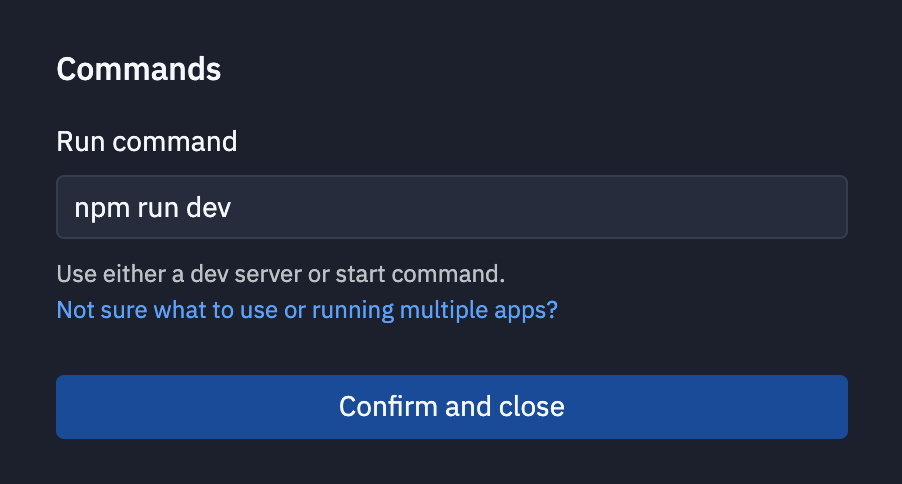 Commands
Run command
npm run dev
Use either a dev server or start command.
Not sure what to use or running multiple apps?
Confirm and close